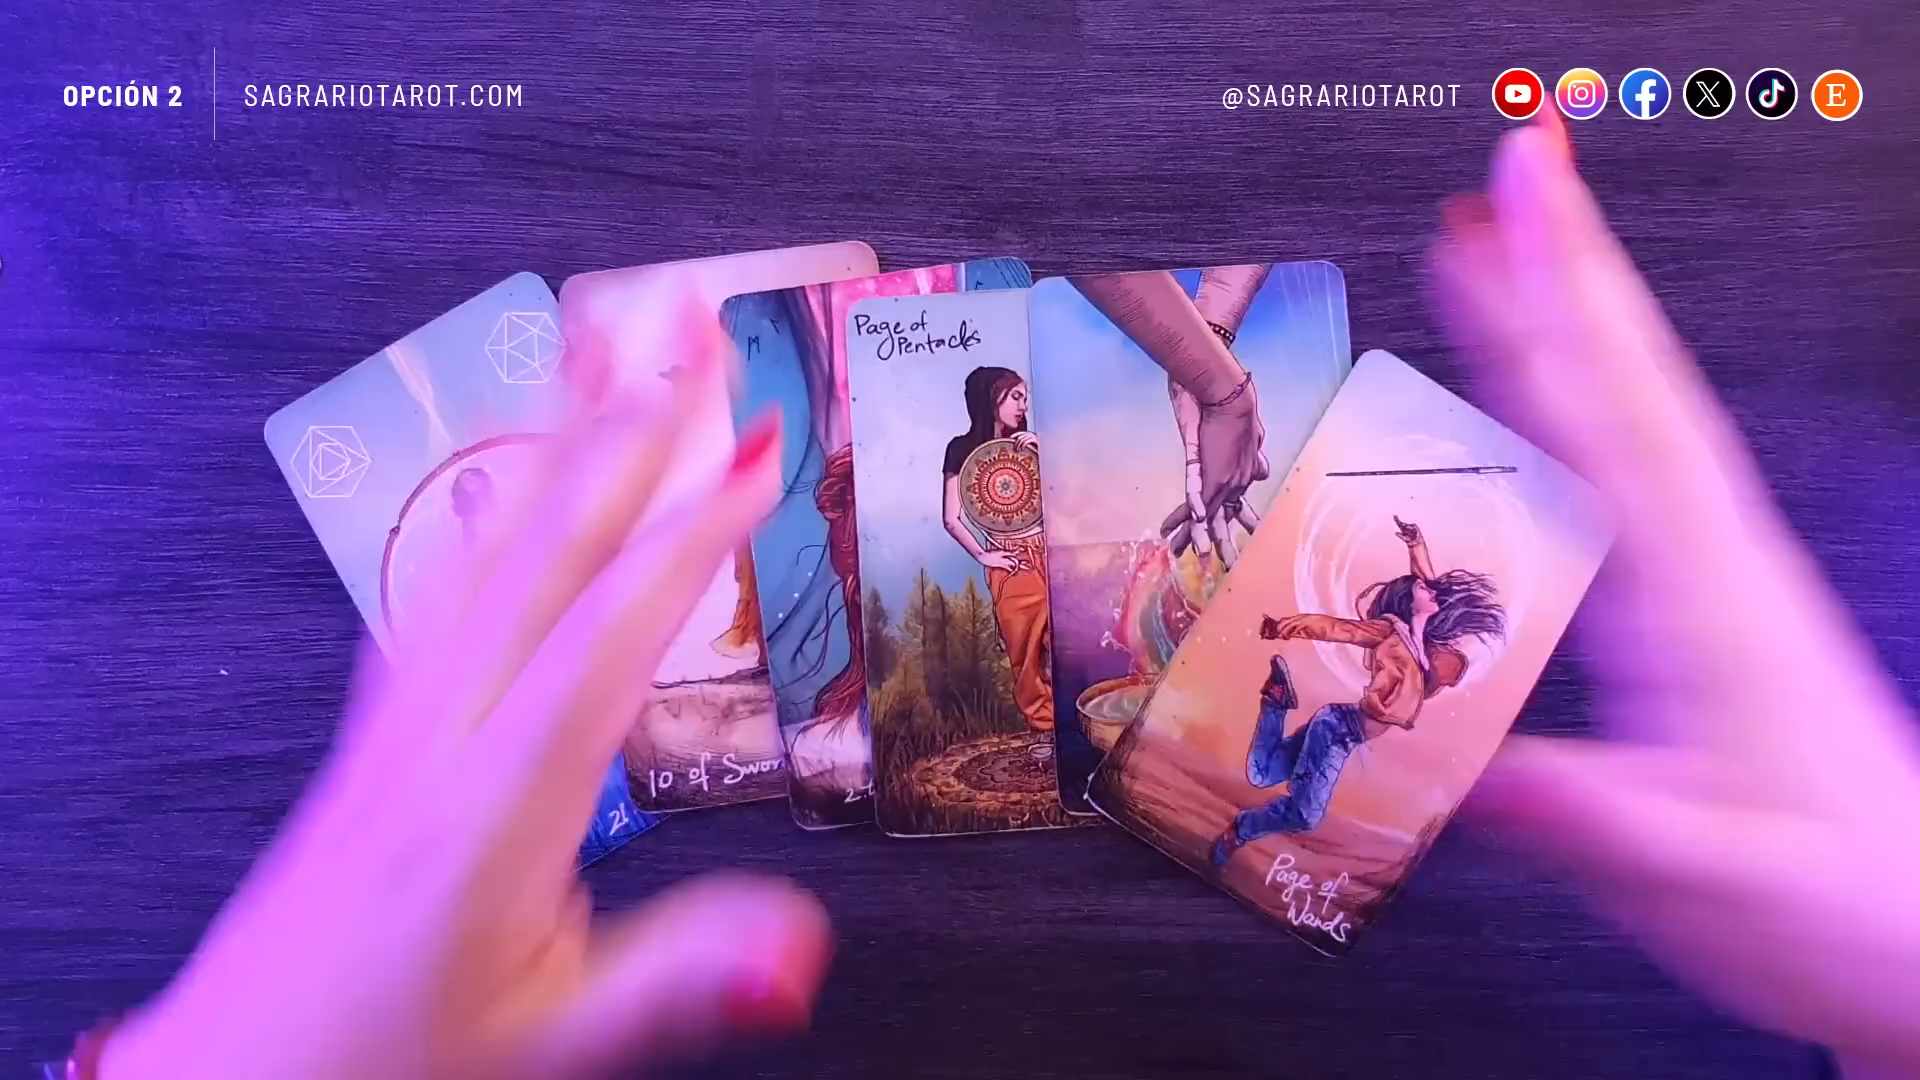 OPCIÓN 2
SAGRARIOTAROT.COM
@SAGRARIOTAROT
E
Page of
Pentacles
10 of
21
Page of
Wands